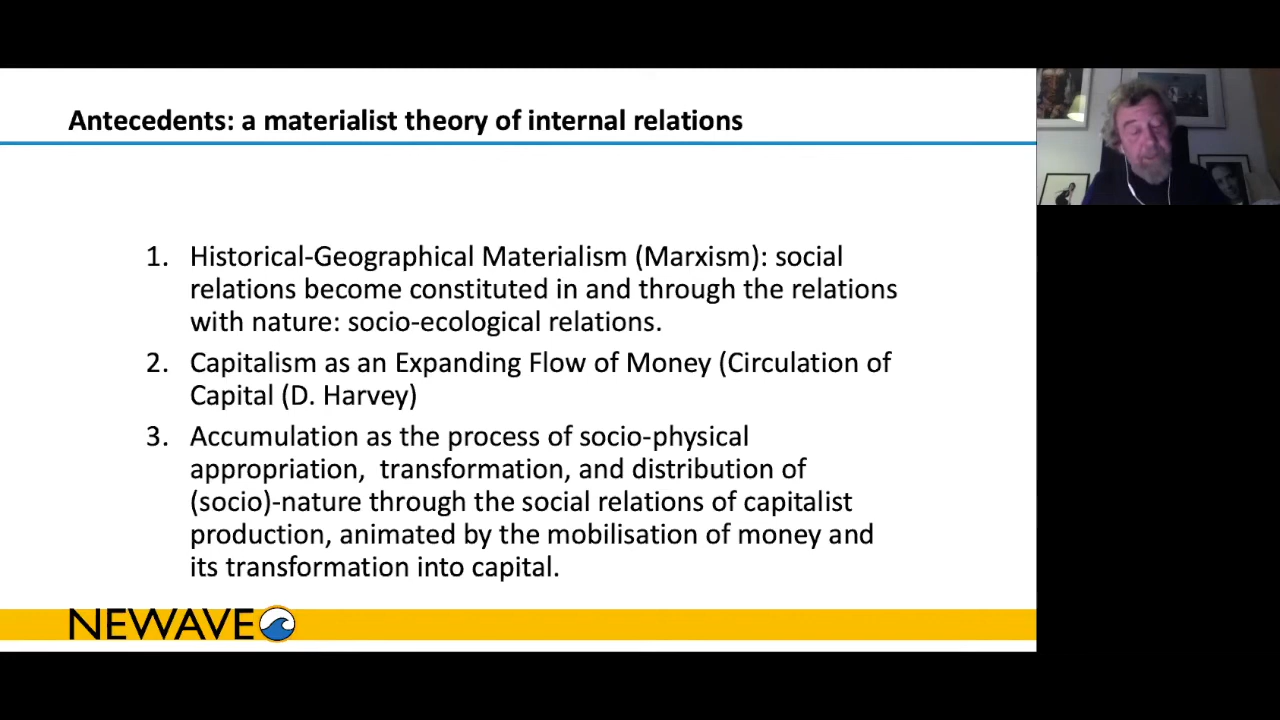 Antecedents: a materialist theory of internal relations
1. Historical-Geographical Materialism (Marxism): social
relations become constituted in and through the relations
with nature: socio-ecological relations.
2. Capitalism as an Expanding Flow of Money (Circulation of
Capital (D. Harvey)
3. Accumulation as the process of socio-physical
appropriation, transformation, and distribution of
(socio)-nature through the social relations of capitalist
production, animated by the mobilisation of money and
its transformation into capital.
NEWAVE